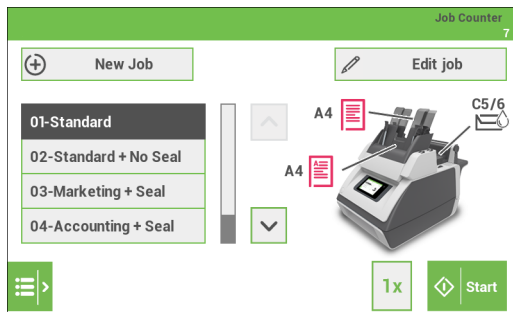 Job Counter
7
New Job
Edit job
01-Standard
02-Standard + No Seal
03-Marketing + Seal
04-Accounting + Seal
A4
C5/6
A4
1x
Start